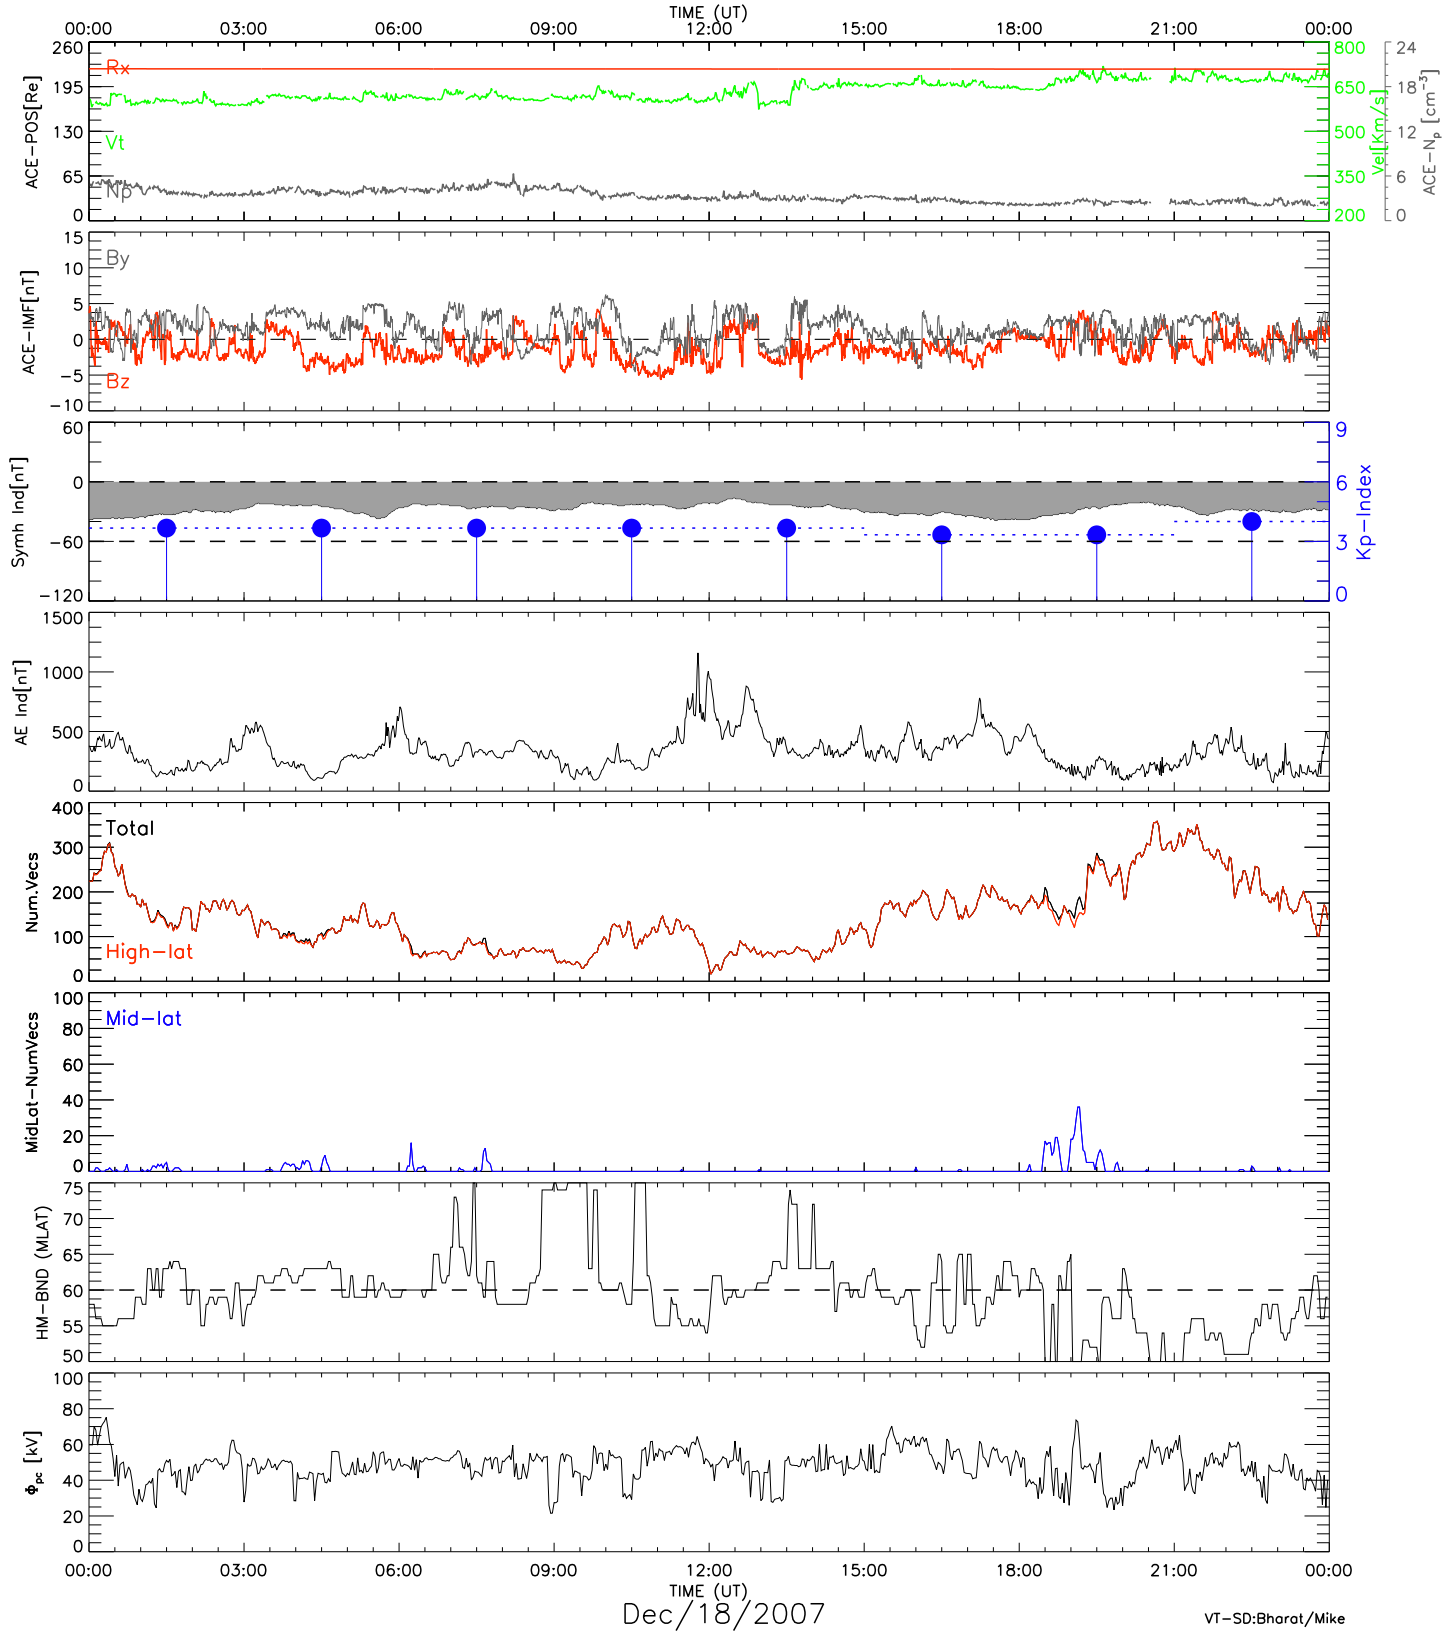 TIME (UT)
00:00 03:00 06:00 09:00 12:00 15:00 18:00 21:00 00:00
260 195 130 65 0
ACE-POS[Re]
Rx
Vt
Np
800 650 500 350 200
Vel[Km/s]
24 18 12 6 0
ACE-Np [cm⁻³]
15 10 5 0 -5 -10
ACE-IMF[nT]
By
Bz
60 0 -60 -120
Symh Ind[nT]
9 6 3 0
Kp-Index
1500 1000 500 0
AE Ind[nT]
400 300 200 100 0
Num.Vecs
Total
High-lat
100 80 60 40 20 0
MidLat-NumVecs
Mid-lat
75 70 65 60 55 50
HM-BND (MLAT)
100 80 60 40 20 0
Φpc [kV]
00:00 03:00 06:00 09:00 12:00 15:00 18:00 21:00 00:00
TIME (UT)
Dec/18/2007
VT-SD:Bharat/Mike